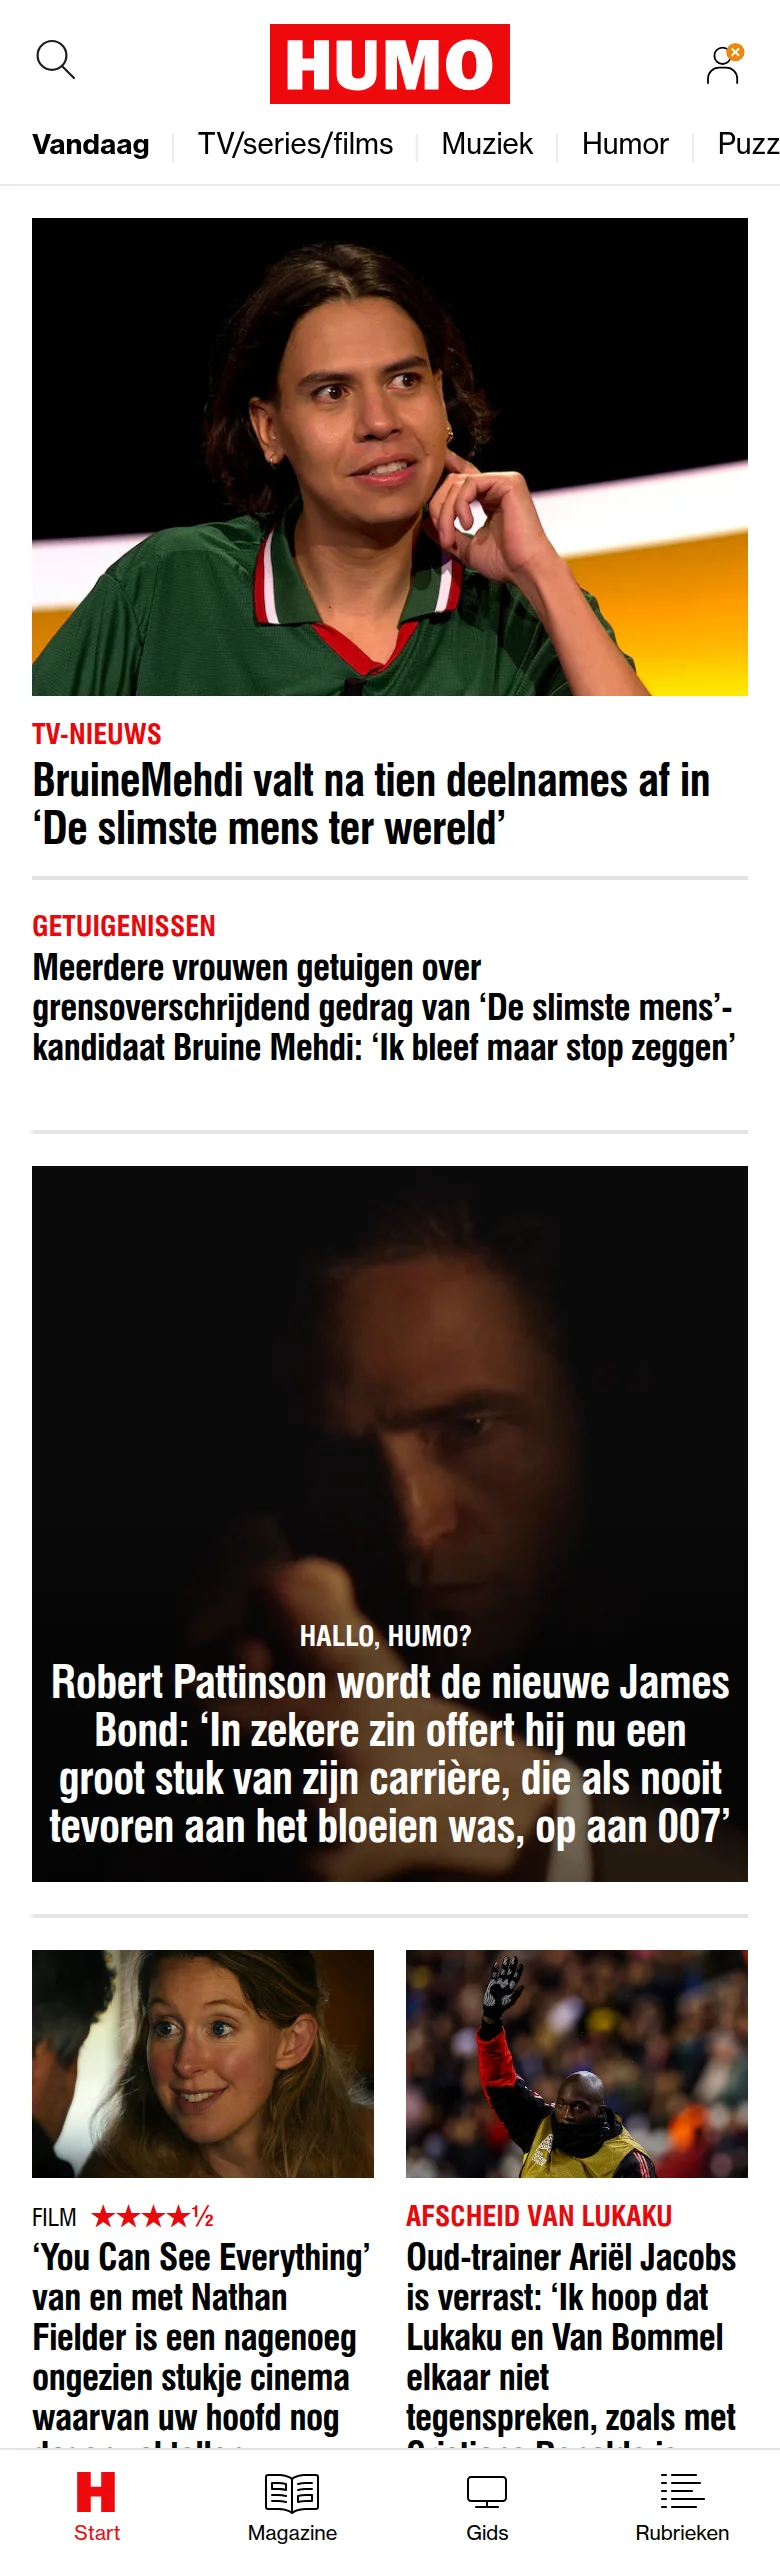 HUMO
Vandaag
TV/series/films
Muziek
Humor
Puzz
TV-NIEUWS
BruineMehdi valt na tien deelnames af in
‘De slimste mens ter wereld’
GETUIGENISSEN
Meerdere vrouwen getuigen over
grensoverschrijdend gedrag van ‘De slimste mens’-
kandidaat Bruine Mehdi: ‘Ik bleef maar stop zeggen’
HALLO, HUMO?
Robert Pattinson wordt de nieuwe James
Bond: ‘In zekere zin offert hij nu een
groot stuk van zijn carrière, die als nooit
tevoren aan het bloeien was, op aan 007’
FILM ★★★★½
‘You Can See Everything’
van en met Nathan
Fielder is een nagenoeg
ongezien stukje cinema
waarvan uw hoofd nog
AFSCHEID VAN LUKAKU
Oud-trainer Ariël Jacobs
is verrast: ‘Ik hoop dat
Lukaku en Van Bommel
elkaar niet
tegenspreken, zoals met
H
Start
Magazine
Gids
Rubrieken